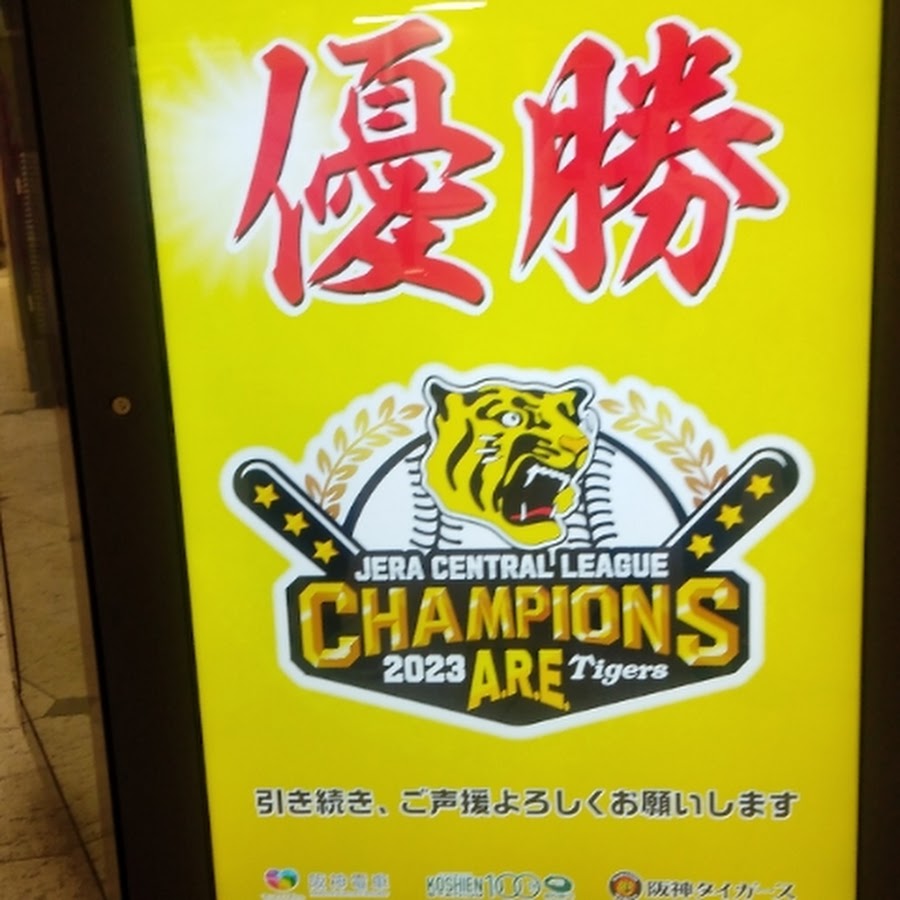 優勝
JERA CENTRAL LEAGUE
CHAMPIONS
2023 A.R.E. Tigers
引き続き、ご声援よろしくお願いします
阪神電車 KOSHIEN 100 阪神タイガース